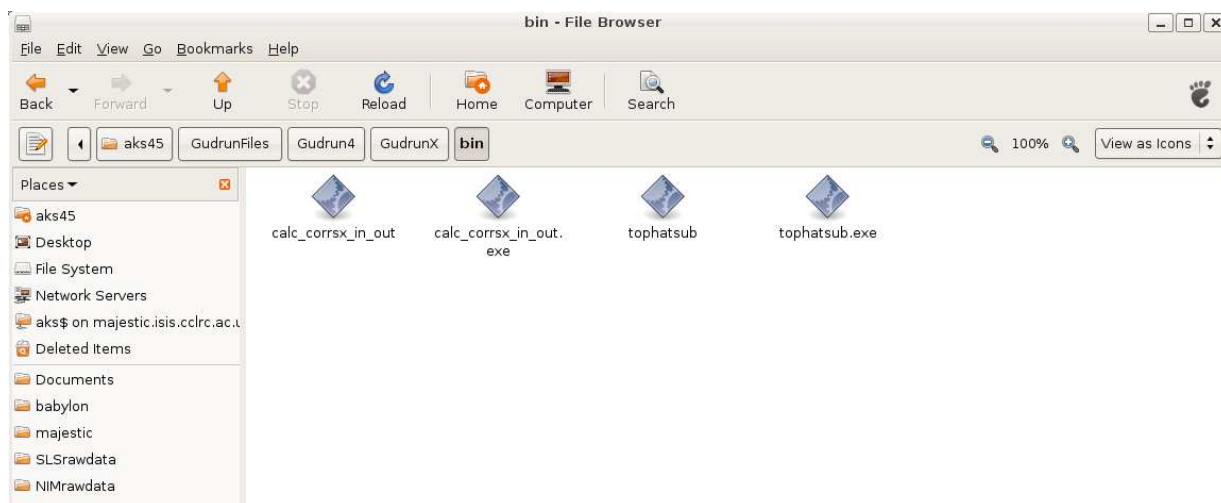 bin - File Browser
File Edit View Go Bookmarks Help
Back Forward Up Stop Reload Home Computer Search
aks45 GudrunFiles Gudrun4 GudrunX bin 100% View as Icons
Places
aks45
Desktop
File System
Network Servers
aks$ on majestic.isis.cclrc.ac.u
Deleted Items
Documents
babylon
majestic
SLSrawdata
NIMrawdata
calc_corrsx_in_out
calc_corrsx_in_out.
exe
tophatsub
tophatsub.exe